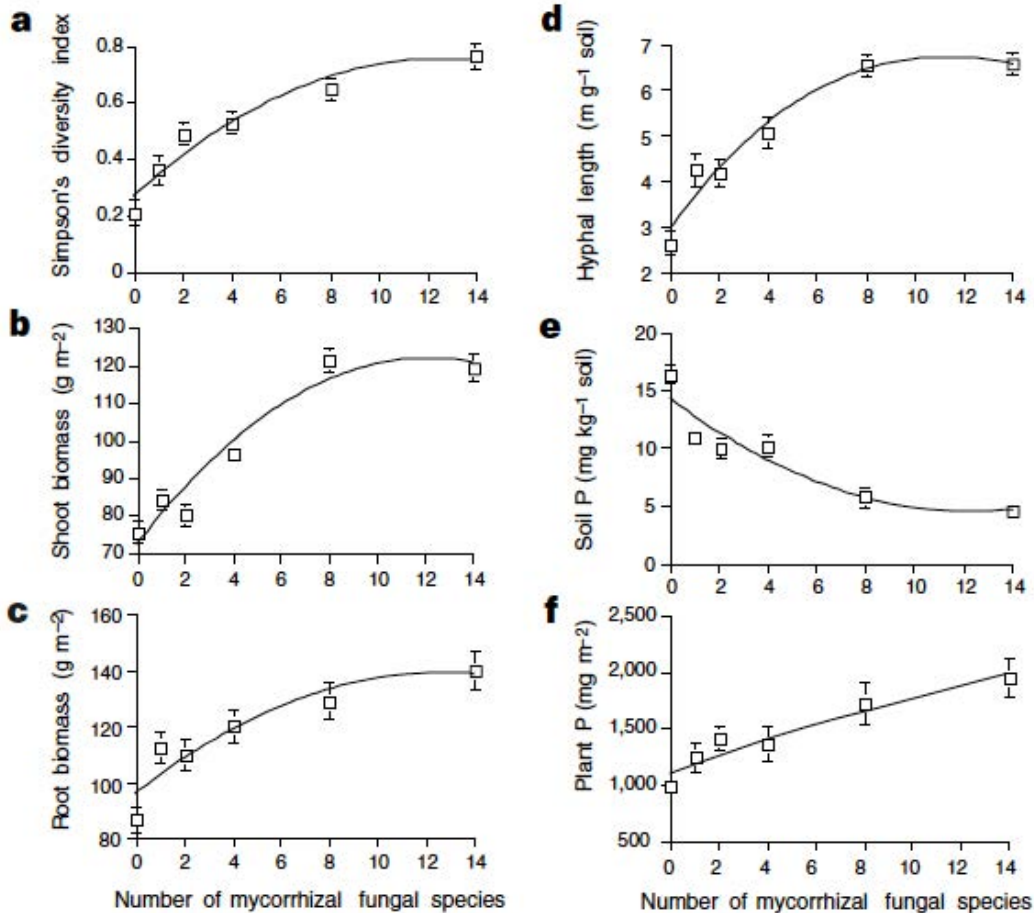 a
Simpson's diversity index
0.8
0.6
0.4
0.2
0
0 2 4 6 8 10 12 14
b
Shoot biomass (g m–2)
130
120
110
100
90
80
70
0 2 4 6 8 10 12 14
c
Root biomass (g m–2)
160
140
120
100
80
0 2 4 6 8 10 12 14
Number of mycorrhizal fungal species
d
Hyphal length (m g–1 soil)
7
6
5
4
3
2
0 2 4 6 8 10 12 14
e
Soil P (mg kg–1 soil)
20
15
10
5
0
0 2 4 6 8 10 12 14
f
Plant P (mg m–2)
2,500
2,000
1,500
1,000
500
0 2 4 6 8 10 12 14
Number of mycorrhizal fungal species